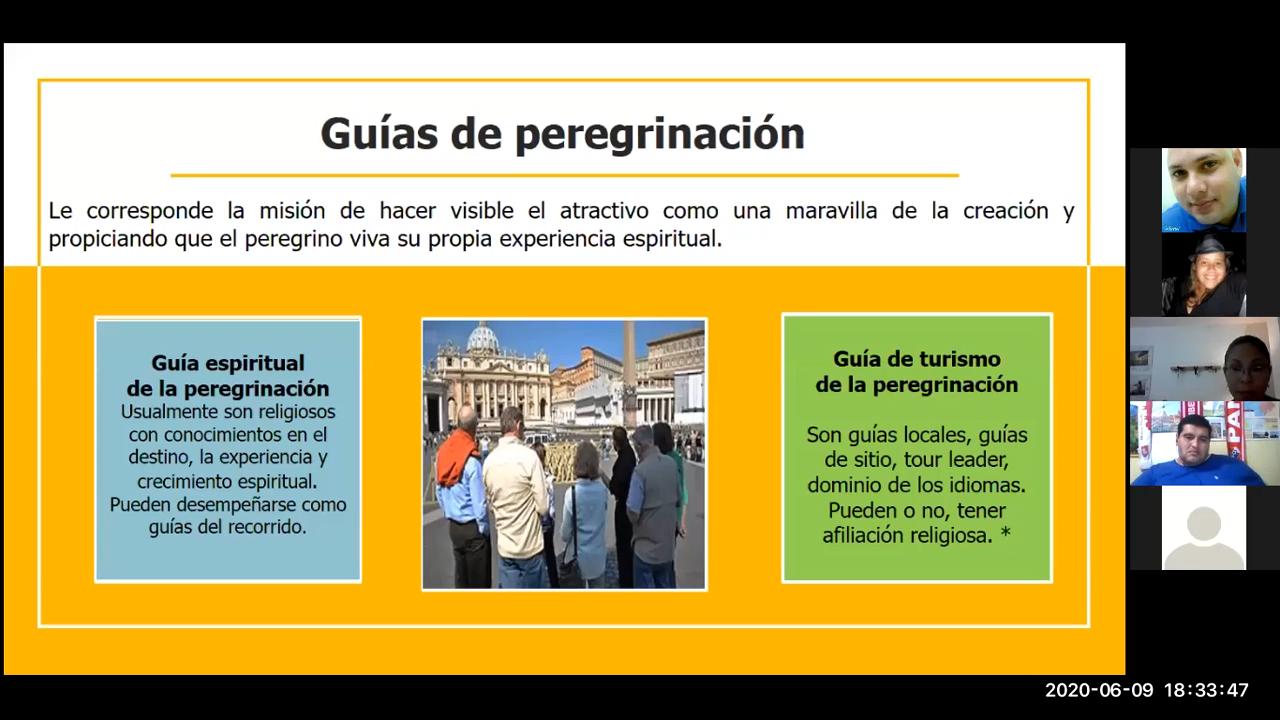 Guías de peregrinación
Le corresponde la misión de hacer visible el atractivo como una maravilla de la creación y
propiciando que el peregrino viva su propia experiencia espiritual.
Guía espiritual
de la peregrinación
Usualmente son religiosos
con conocimientos en el
destino, la experiencia y
crecimiento espiritual.
Pueden desempeñarse como
guías del recorrido.
Guía de turismo
de la peregrinación
Son guías locales, guías
de sitio, tour leader,
dominio de los idiomas.
Pueden o no, tener
afiliación religiosa. *
2020-06-09 18:33:47